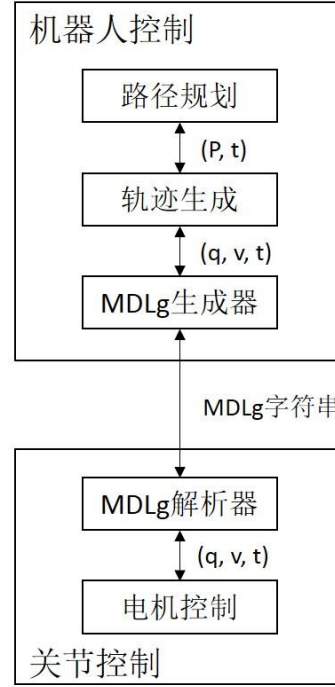 机器人控制
路径规划
(P, t)
轨迹生成
(q, v, t)
MDLg生成器
MDLg字符串
MDLg解析器
(q, v, t)
电机控制
关节控制